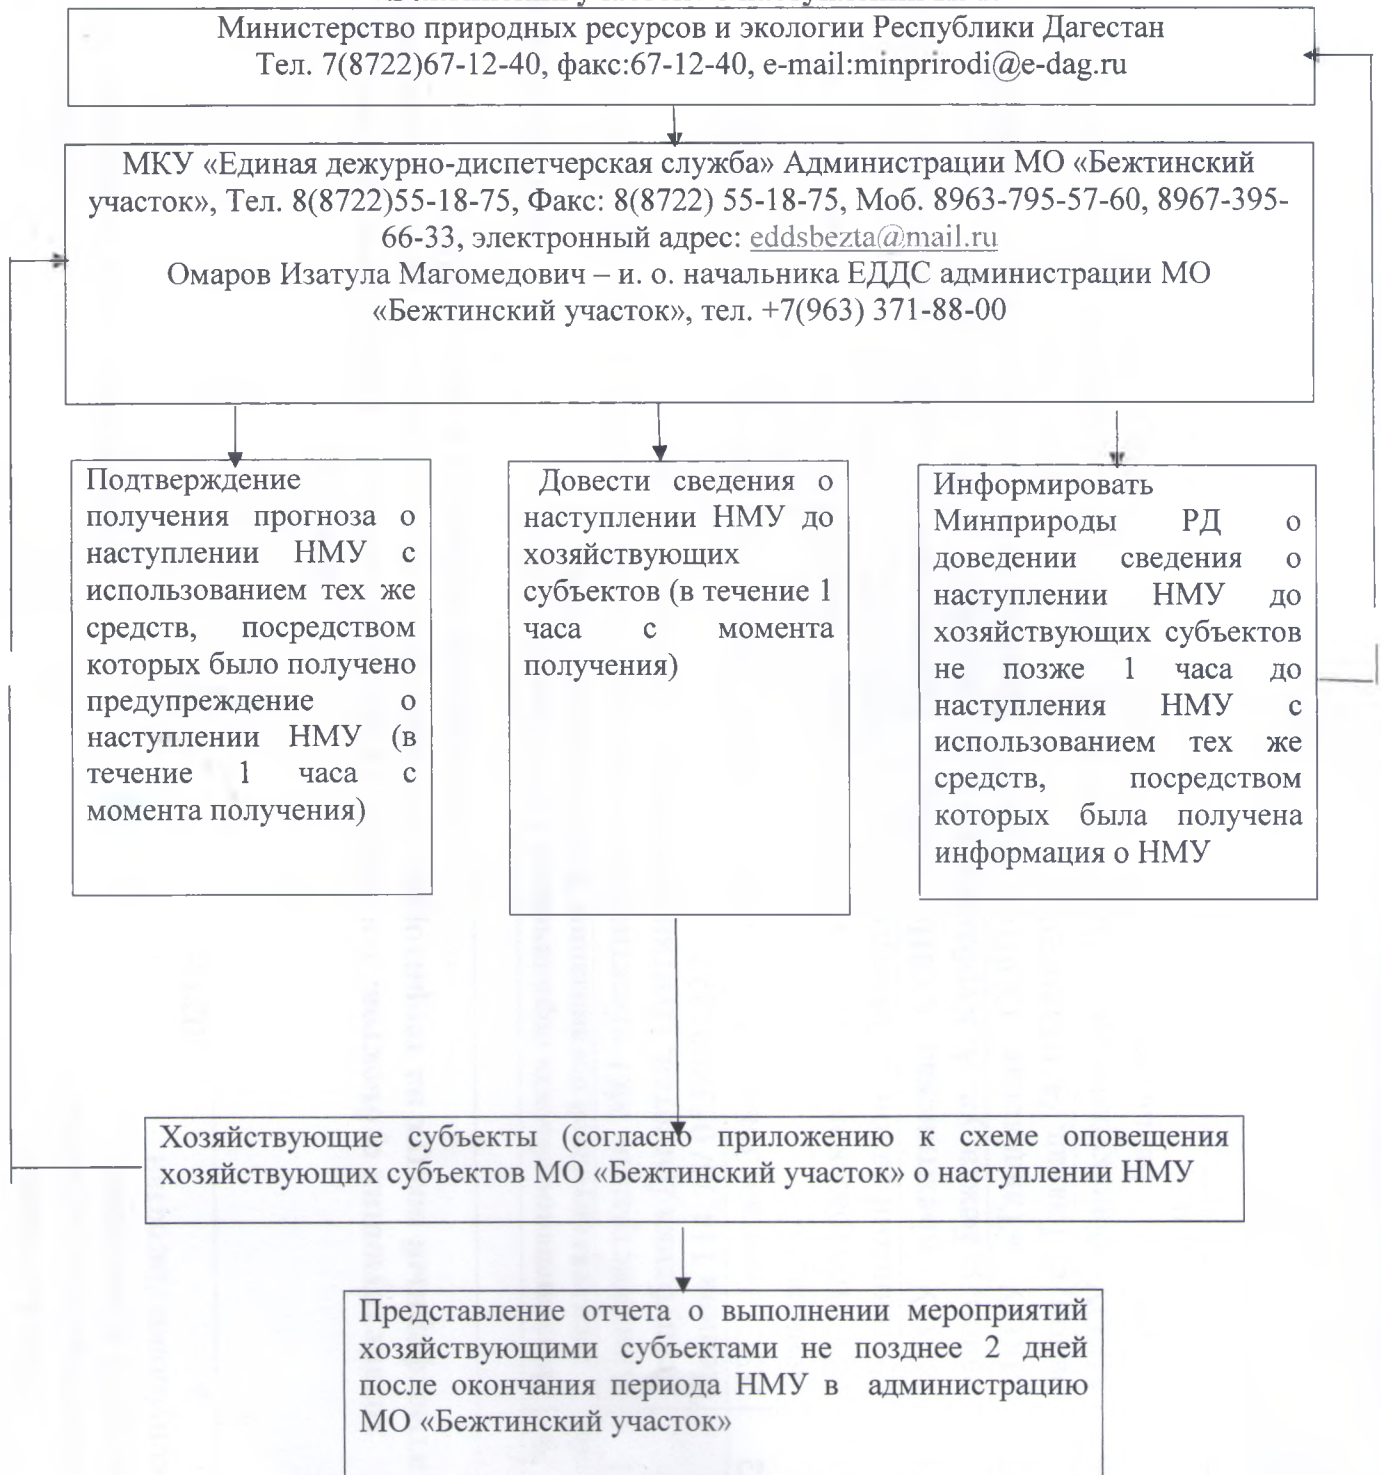 Министерство природных ресурсов и экологии Республики Дагестан
Тел. 7(8722)67-12-40, факс:67-12-40, e-mail:minprirodi@e-dag.ru
МКУ «Единая дежурно-диспетчерская служба» Администрации МО «Бежтинский
участок», Тел. 8(8722)55-18-75, Факс: 8(8722) 55-18-75, Моб. 8963-795-57-60, 8967-395-
66-33, электронный адрес: eddsbezta@mail.ru
Омаров Изатула Магомедович – и. о. начальника ЕДДС администрации МО
«Бежтинский участок», тел. +7(963) 371-88-00
Подтверждение
получения прогноза о
наступлении НМУ с
использованием тех же
средств, посредством
которых было получено
предупреждение о
наступлении НМУ (в
течение 1 часа с
момента получения)
Довести сведения о
наступлении НМУ до
хозяйствующих
субъектов (в течение 1
часа с момента
получения)
Информировать
Минприроды РД о
доведении сведения о
наступлении НМУ до
хозяйствующих субъектов
не позже 1 часа до
наступления НМУ с
использованием тех же
средств, посредством
которых была получена
информация о НМУ
Хозяйствующие субъекты (согласно приложению к схеме оповещения
хозяйствующих субъектов МО «Бежтинский участок» о наступлении НМУ
Представление отчета о выполнении мероприятий
хозяйствующими субъектами не позднее 2 дней
после окончания периода НМУ в администрацию
МО «Бежтинский участок»